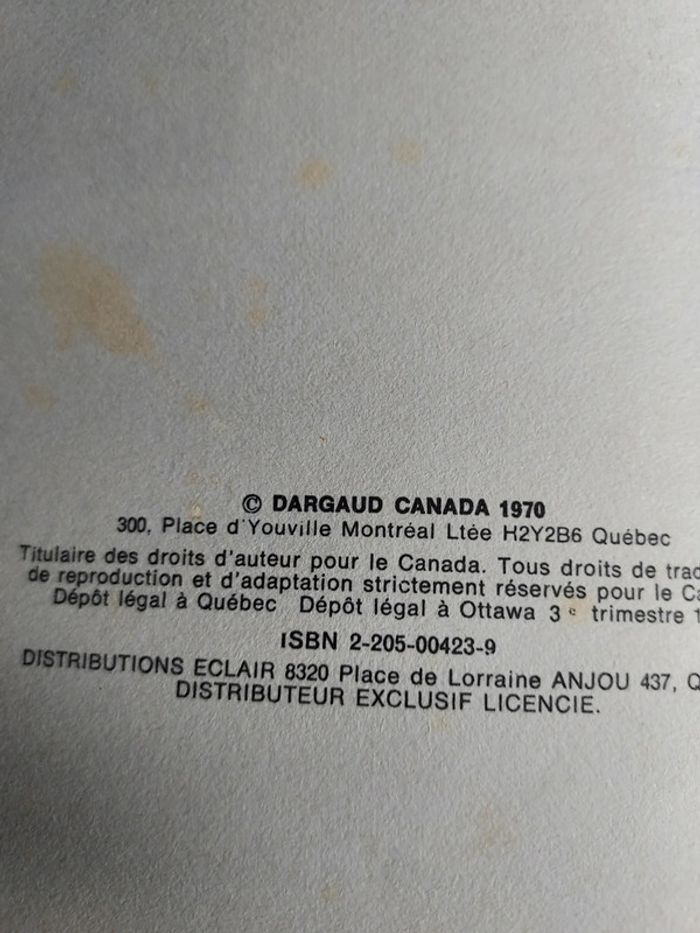 © DARGAUD CANADA 1970
300, Place d'Youville Montréal Ltée H2Y2B6 Québec
Titulaire des droits d'auteur pour le Canada. Tous droits de
de reproduction et d'adaptation strictement réservés pour le
Dépôt légal à Québec Dépôt légal à Ottawa 3e trimestre
ISBN 2-205-00423-9
DISTRIBUTIONS ECLAIR 8320 Place de Lorraine ANJOU 437,
DISTRIBUTEUR EXCLUSIF LICENCIE.